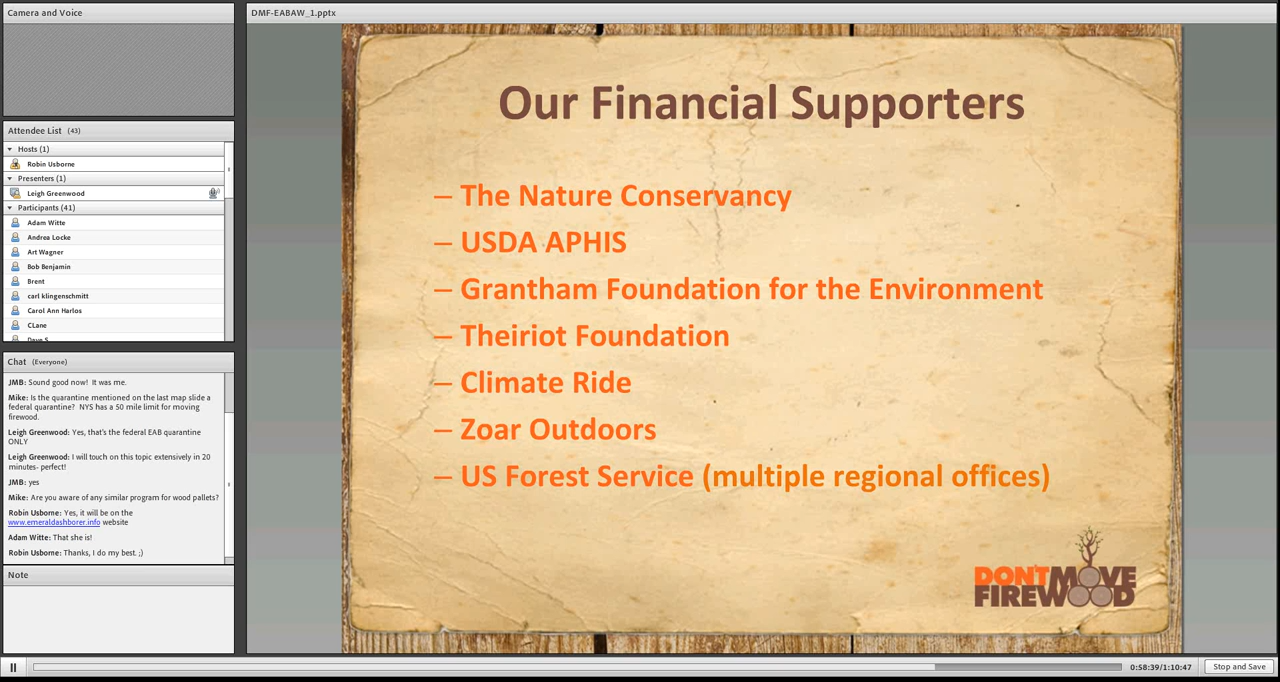 Camera and Voice
Attendee List (43)
Hosts (1)
Robin Usborne
Presenters (1)
Leigh Greenwood
Participants (41)
Adam Witte
Andrea Locke
Art Wagner
Bob Benjamin
Brent
carl klingenschmitt
Carol Ann Harlos
CLane
Dave S
Chat (Everyone)
JMB: Sound good now! It was me.
Mike: Is the quarantine mentioned on the last map slide a
federal quarantine? NYS has a 50 mile limit for moving
firewood.
Leigh Greenwood: Yes, that's the federal EAB quarantine
ONLY
Leigh Greenwood: I will touch on this topic extensively in 20
minutes- perfect!
JMB: yes
Mike: Are you aware of any similar program for wood pallets?
Robin Usborne: Yes, it will be on the
www.emeraldashborer.info website
Adam Witte: That she is!
Robin Usborne: Thanks, I do my best. ;)
Note
DMF-EABAW_1.pptx
Our Financial Supporters
– The Nature Conservancy
– USDA APHIS
– Grantham Foundation for the Environment
– Theiriot Foundation
– Climate Ride
– Zoar Outdoors
– US Forest Service (multiple regional offices)
DON'T MOVE
FIREWOOD
0:58:39/1:10:47
Stop and Save